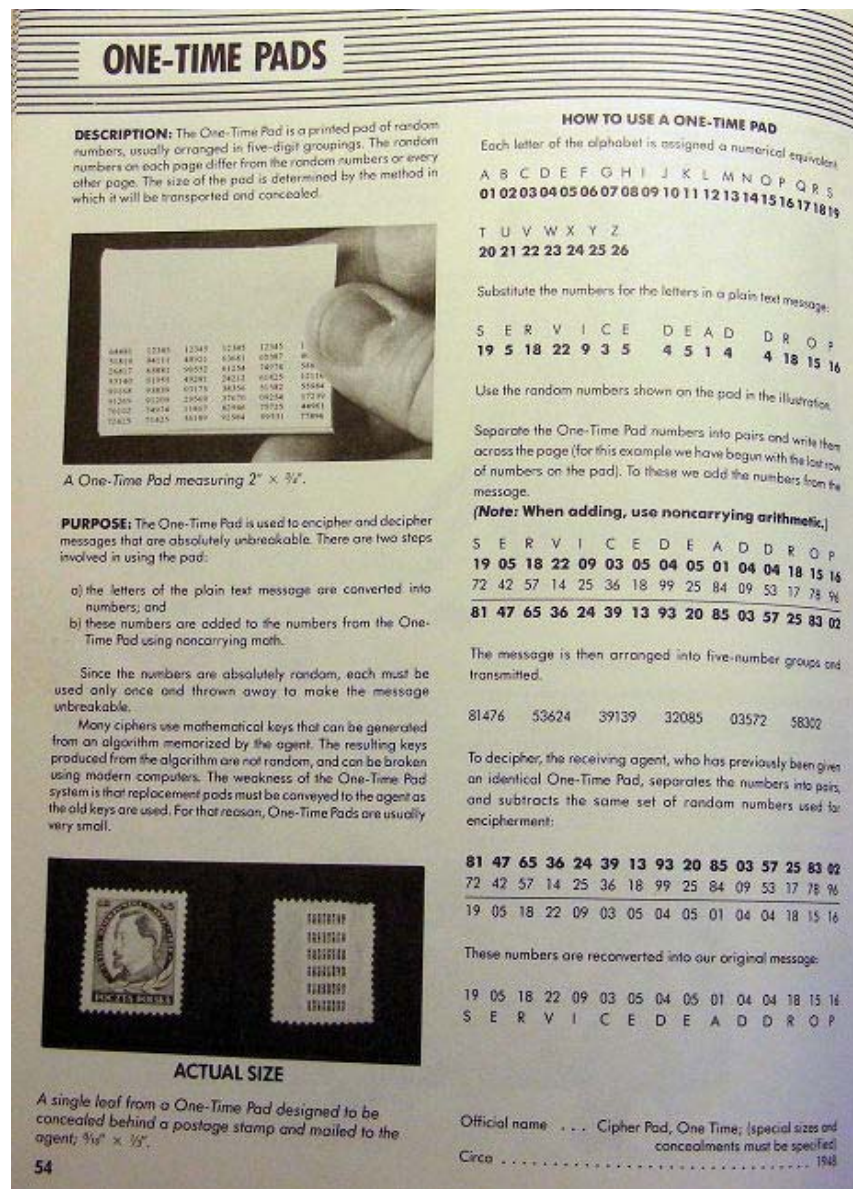 ONE-TIME PADS
DESCRIPTION: The One-Time Pad is a printed pad of random
numbers, usually arranged in five-digit groupings. The random
numbers on each page differ from the random numbers or every
other page. The size of the pad is determined by the method in
which it will be transported and concealed.
A One-Time Pad measuring 2" × ¾".
PURPOSE: The One-Time Pad is used to encipher and decipher
messages that are absolutely unbreakable. There are two steps
involved in using the pad:
a) the letters of the plain text message are converted into
numbers; and
b) these numbers are added to the numbers from the One-
Time Pad using noncarrying math.
Since the numbers are absolutely random, each must be
used only once and thrown away to make the message
unbreakable.
Many ciphers use mathematical keys that can be generated
from an algorithm memorized by the agent. The resulting keys
produced from the algorithm are not random, and can be broken
using modern computers. The weakness of the One-Time Pad
system is that replacement pads must be conveyed to the agent as
the old keys are used. For that reason, One-Time Pads are usually
very small.
POCZTA POLSKA
ACTUAL SIZE
A single leaf from a One-Time Pad designed to be
concealed behind a postage stamp and mailed to the
agent;
54
HOW TO USE A ONE-TIME PAD
Each letter of the alphabet is assigned a numerical equivalent
A B C D E F G H I J K L M N O P Q R S
01 02 03 04 05 06 07 08 09 10 11 12 13 14 15 16 17 18 19
T U V W X Y Z
20 21 22 23 24 25 26
Substitute the numbers for the letters in a plain text message:
S E R V I C E D E A D D R O P
19 5 18 22 9 3 5 4 5 1 4 4 18 15 16
Use the random numbers shown on the pad in the illustration.
Separate the One-Time Pad numbers into pairs and write them
across the page (for this example we have begun with the last row
of numbers on the pad). To these we add the numbers from the
message.
(Note: When adding, use noncarrying arithmetic.)
S E R V I C E D E A D D R O P
19 05 18 22 09 03 05 04 05 01 04 04 18 15 16
72 42 57 14 25 36 18 99 25 84 09 53 17 78 96
81 47 65 36 24 39 13 93 20 85 03 57 25 83 02
The message is then arranged into five-number groups and
transmitted.
81476 53624 39139 32085 03572 58302
To decipher, the receiving agent, who has previously been given
an identical One-Time Pad, separates the numbers into pairs,
and subtracts the same set of random numbers used for
encipherment:
81 47 65 36 24 39 13 93 20 85 03 57 25 83 02
72 42 57 14 25 36 18 99 25 84 09 53 17 78 96
19 05 18 22 09 03 05 04 05 01 04 04 18 15 16
These numbers are reconverted into our original message:
19 05 18 22 09 03 05 04 05 01 04 04 18 15 16
S E R V I C E D E A D D R O P
Official name . . . Cipher Pad, One Time; (special sizes and
concealments must be specified)
Circa . . . . . . . . . . . . . . . . . . . . . . . . . . . . . . . . 1948